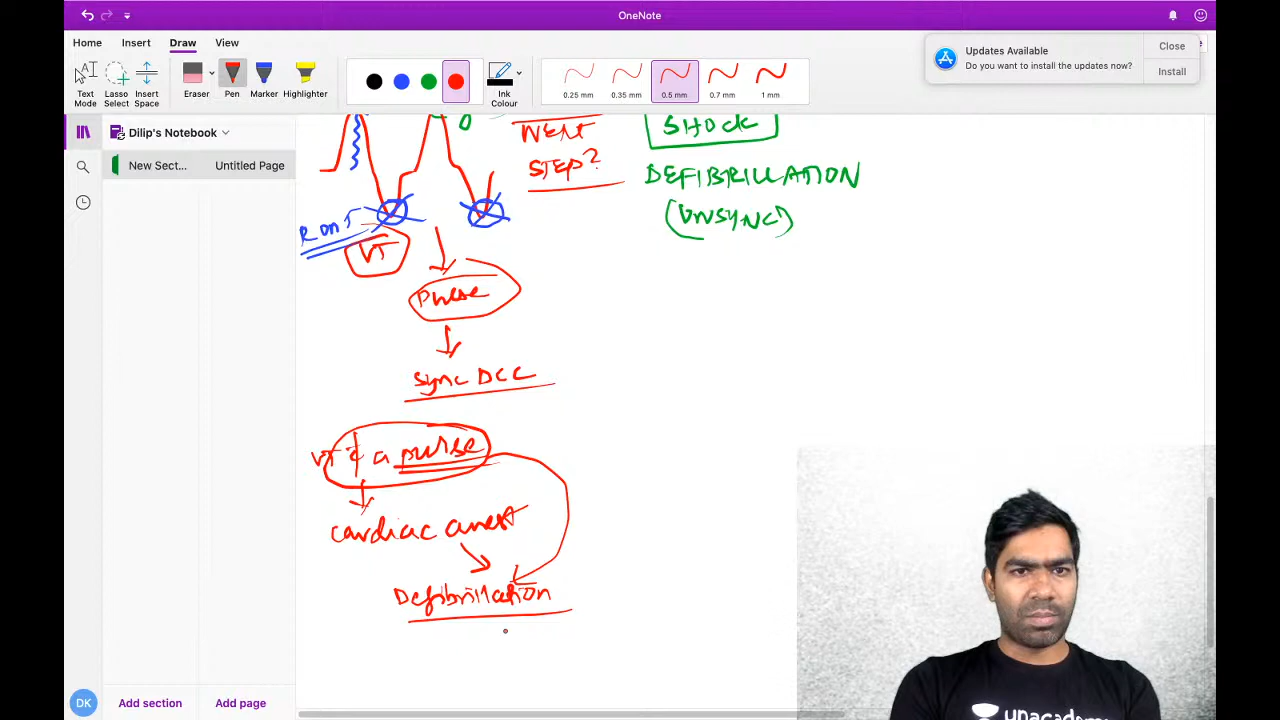 OneNote
Home Insert Draw View
Updates Available
Do you want to install the updates now?
Close
Install
Text Mode
Lasso Select
Insert Space
Eraser
Pen
Marker
Highlighter
Ink Colour
0.25 mm
0.35 mm
0.5 mm
0.7 mm
1 mm
Dilip's Notebook
New Sect...
Untitled Page
NEXT
STEP?
SHOCK
DEFIBRILLATION
(UNSYNC)
R on T
VT
Pulse
Sync DCC
VT c̄ a pulse
cardiac arrest
Defibrillation
DK
Add section
Add page
unacademy